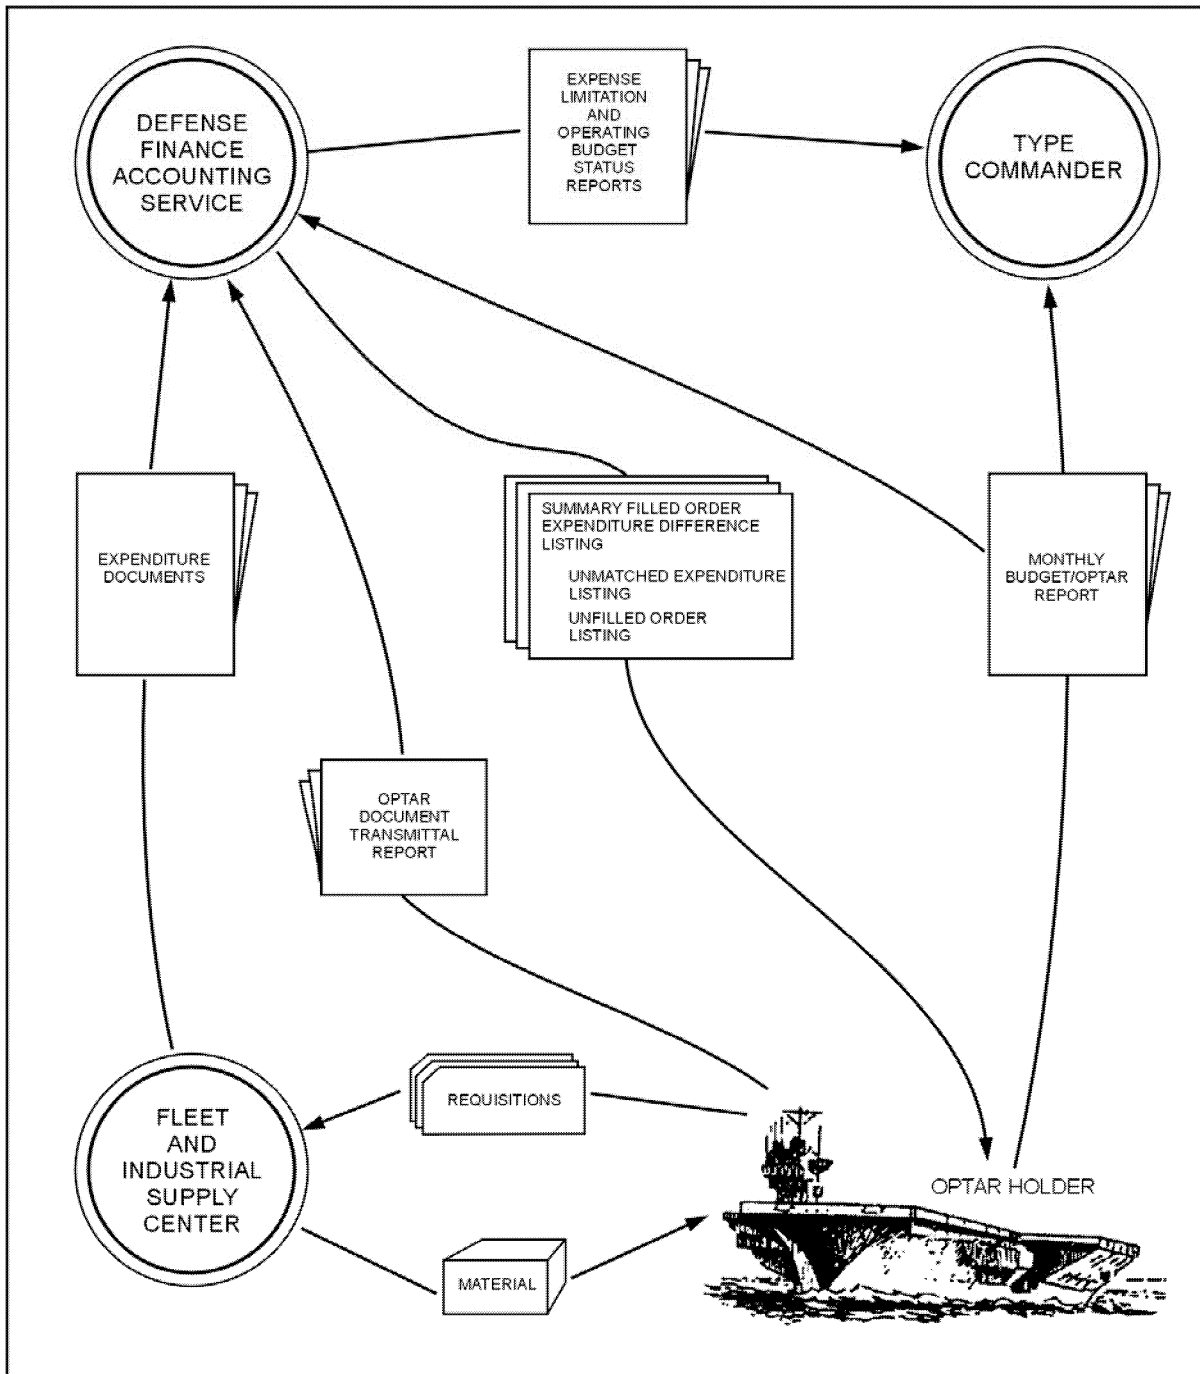 DEFENSE
FINANCE
ACCOUNTING
SERVICE
EXPENSE
LIMITATION
AND
OPERATING
BUDGET
STATUS
REPORTS
TYPE
COMMANDER
EXPENDITURE
DOCUMENTS
SUMMARY FILLED ORDER
EXPENDITURE DIFFERENCE
LISTING
UNMATCHED EXPENDITURE
LISTING
UNFILLED ORDER
LISTING
MONTHLY
BUDGET/OPTAR
REPORT
OPTAR
DOCUMENT
TRANSMITTAL
REPORT
FLEET
AND
INDUSTRIAL
SUPPLY
CENTER
REQUISITIONS
MATERIAL
OPTAR HOLDER